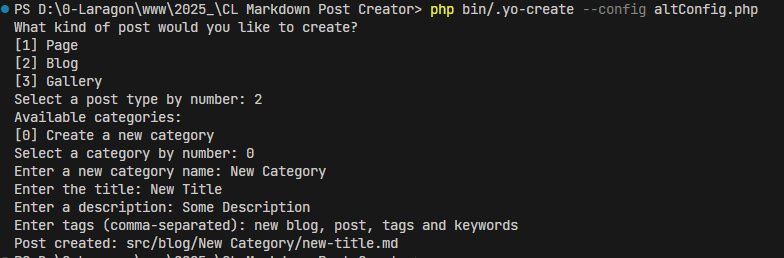 PS D:\0-Laragon\www\2025_\CL Markdown Post Creator> php bin/.yo-create --config altConfig.php
What kind of post would you like to create?
[1] Page
[2] Blog
[3] Gallery
Select a post type by number: 2
Available categories:
[0] Create a new category
Select a category by number: 0
Enter a new category name: New Category
Enter the title: New Title
Enter a description: Some Description
Enter tags (comma-separated): new blog, post, tags and keywords
Post created: src/blog/New Category/new-title.md